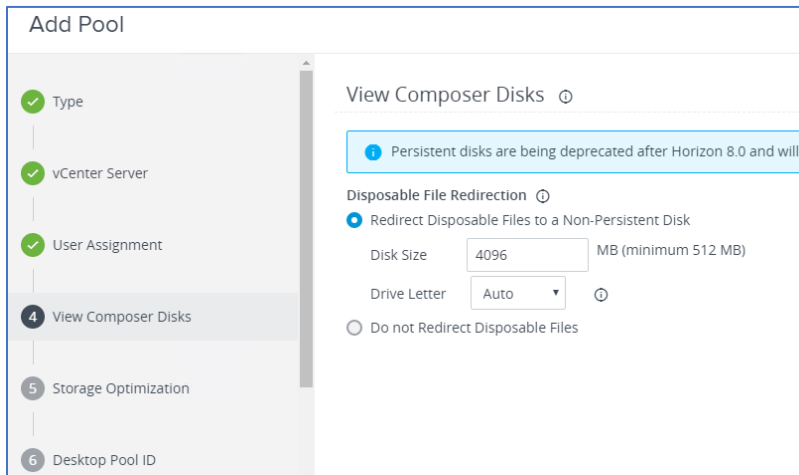 Add Pool
Type
vCenter Server
User Assignment
4 View Composer Disks
5 Storage Optimization
6 Desktop Pool ID
View Composer Disks
Persistent disks are being deprecated after Horizon 8.0 and will
Disposable File Redirection
Redirect Disposable Files to a Non-Persistent Disk
Disk Size 4096 MB (minimum 512 MB)
Drive Letter Auto
Do not Redirect Disposable Files